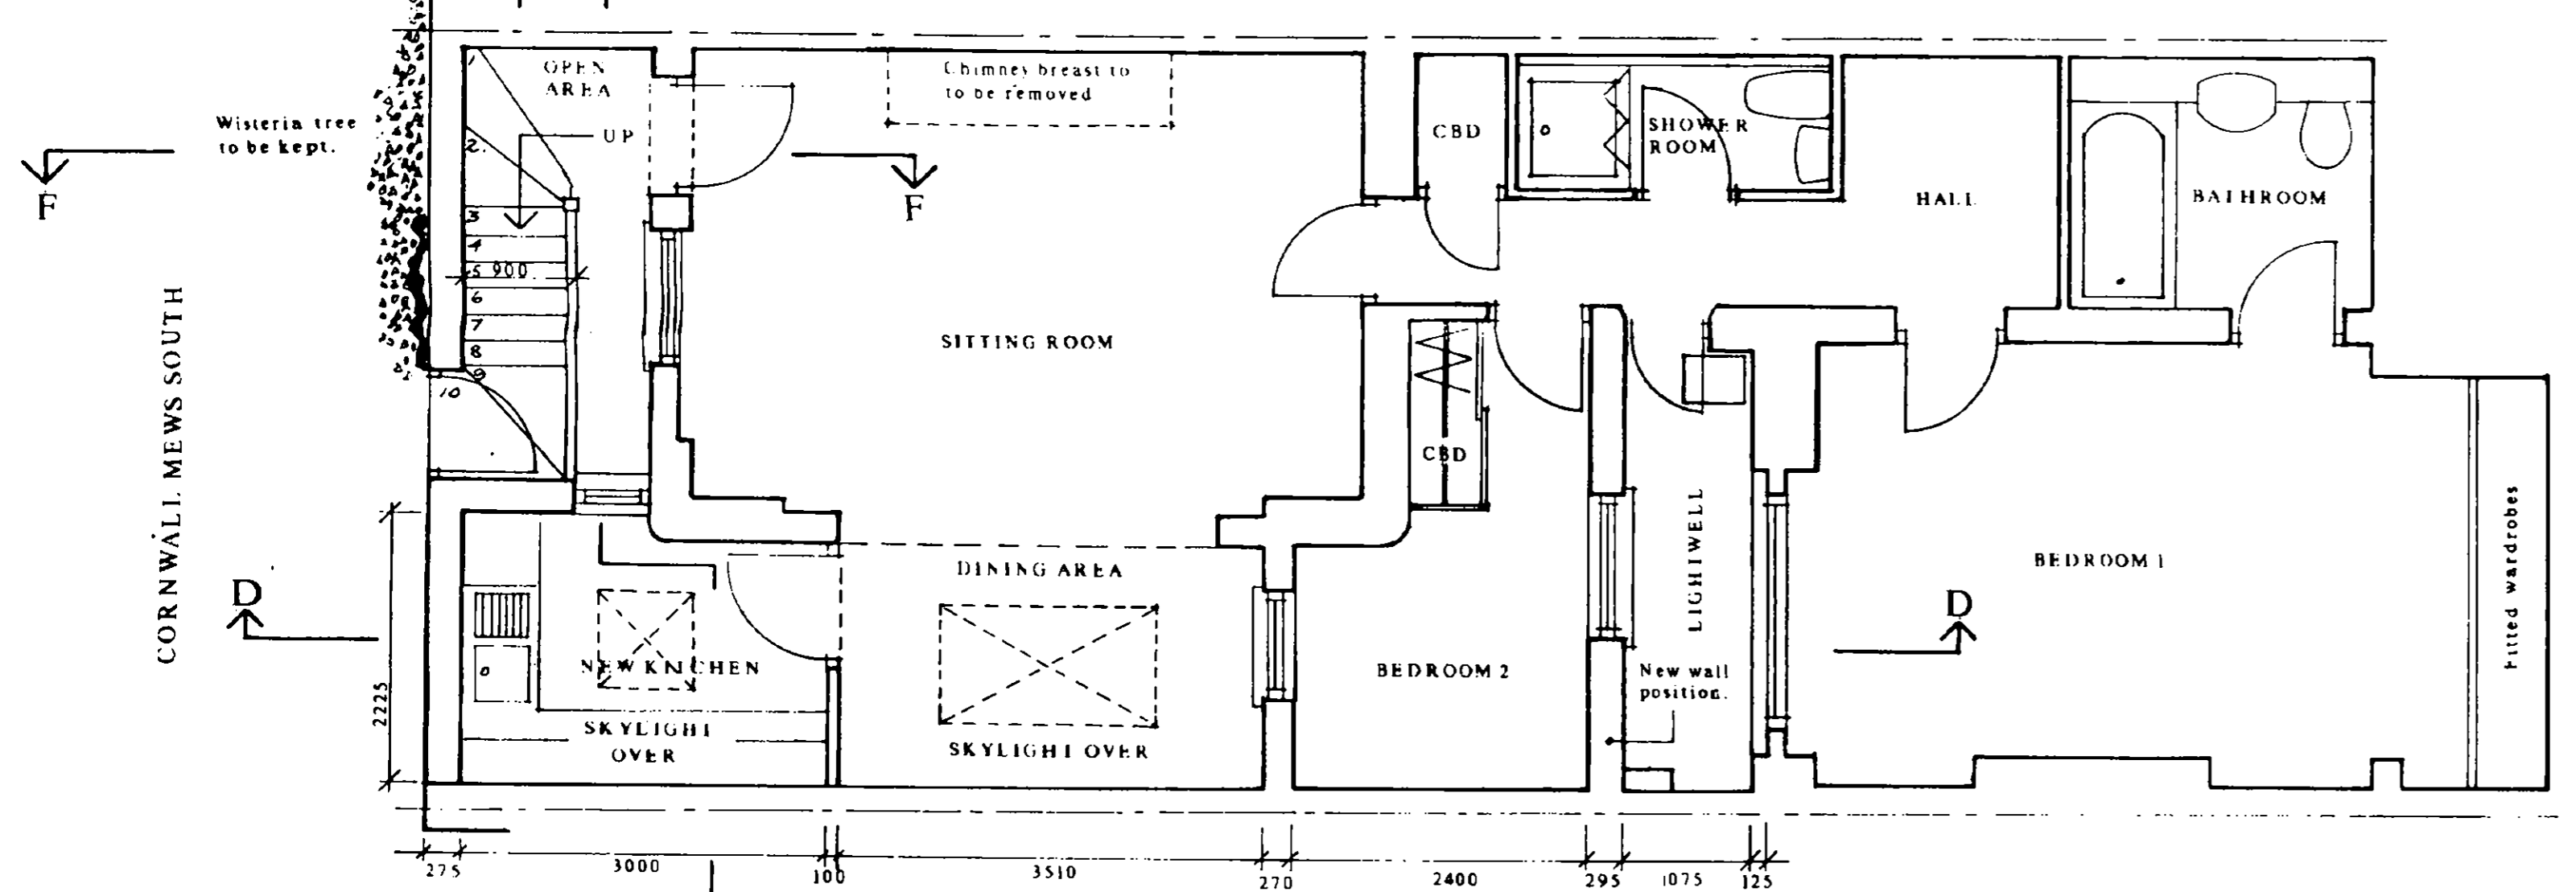 OPEN
AREA
Chimney breast to
to be removed
Wisteria tree
to be kept.
UP
F
F
1
2.
3
4
5
900
6
7
8
9
10
CBD
SHOWER
ROOM
HALL
BATHROOM
CORNWALL MEWS SOUTH
SITTING ROOM
CBD
LIGHTWELL
Fitted wardrobes
D
D
DINING AREA
BEDROOM 1
NEW KITCHEN
BEDROOM 2
New wall
position.
SKYLIGHT
OVER
SKYLIGHT OVER
2225
275
3000
100
3510
270
2400
295
1075
125